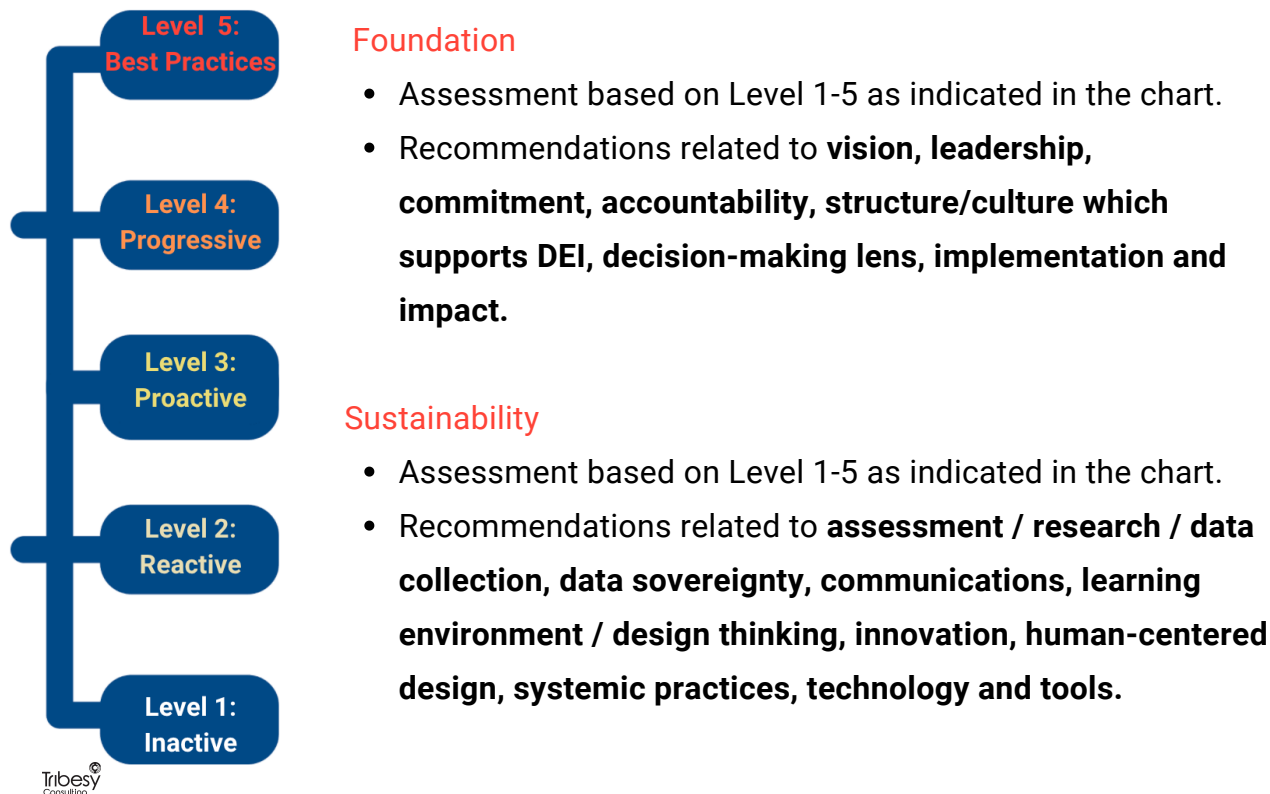 Level 5:
Best Practices
Level 4:
Progressive
Level 3:
Proactive
Level 2:
Reactive
Level 1:
Inactive
Foundation
• Assessment based on Level 1-5 as indicated in the chart.
• Recommendations related to vision, leadership,
commitment, accountability, structure/culture which
supports DEI, decision-making lens, implementation and
impact.
Sustainability
• Assessment based on Level 1-5 as indicated in the chart.
• Recommendations related to assessment / research / data
collection, data sovereignty, communications, learning
environment / design thinking, innovation, human-centered
design, systemic practices, technology and tools.
Tribesy ©
Consulting